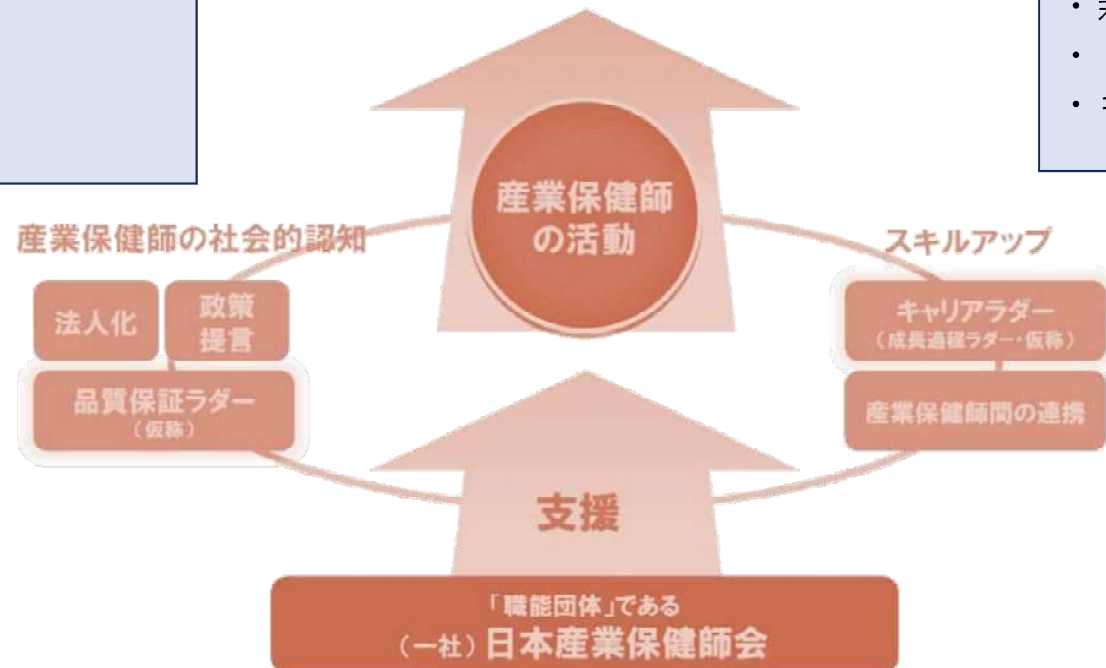 産業保健師
の活動
産業保健師の社会的認知
法人化
政策
提言
品質保証ラダー
（仮称）
スキルアップ
キャリアラダー
（成長過程ラダー・仮称）
産業保健師間の連携
支援
「職能団体」である
（一社）日本産業保健師会